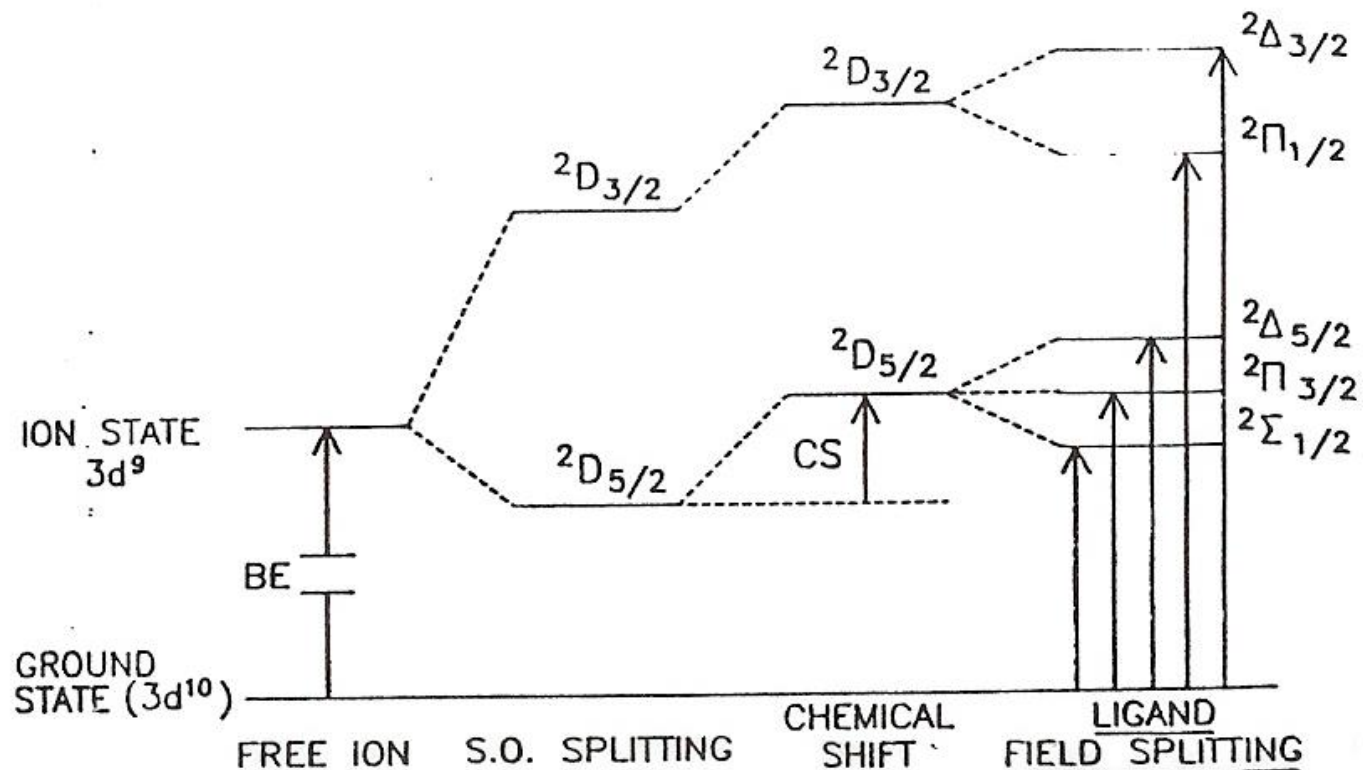 ²Δ₃/₂
²D₃/₂
²Π₁/₂
²D₃/₂
²Δ₅/₂
²D₅/₂
²Π₃/₂
ION STATE
3d⁹
²Σ₁/₂
CS
²D₅/₂
BE
GROUND
STATE (3d¹⁰)
FREE ION
S.O. SPLITTING
CHEMICAL
SHIFT
LIGAND
FIELD SPLITTING